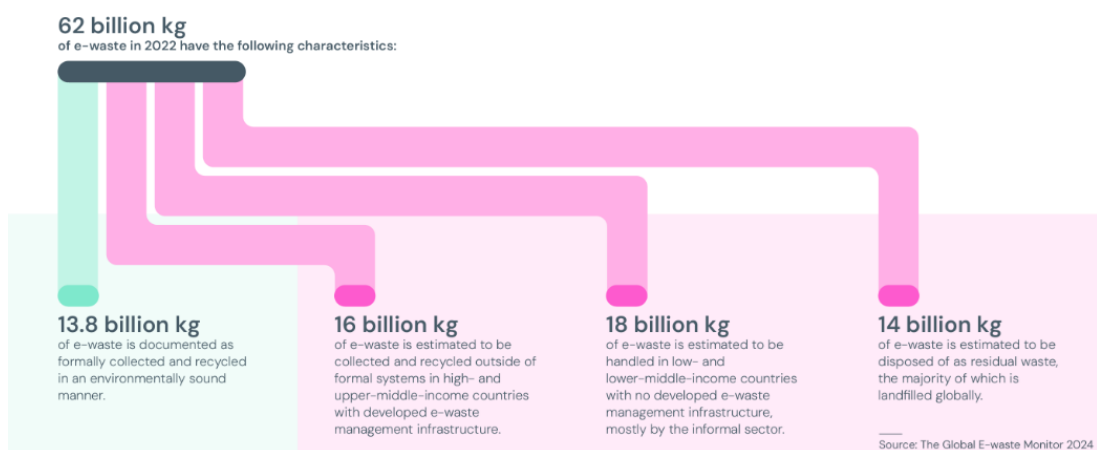 62 billion kg
of e-waste in 2022 have the following characteristics:
13.8 billion kg
of e-waste is documented as
formally collected and recycled
in an environmentally sound
manner.
16 billion kg
of e-waste is estimated to be
collected and recycled outside of
formal systems in high- and
upper-middle-income countries
with developed e-waste
management infrastructure.
18 billion kg
of e-waste is estimated to be
handled in low- and
lower-middle-income countries
with no developed e-waste
management infrastructure,
mostly by the informal sector.
14 billion kg
of e-waste is estimated to be
disposed of as residual waste,
the majority of which is
landfilled globally.
Source: The Global E-waste Monitor 2024